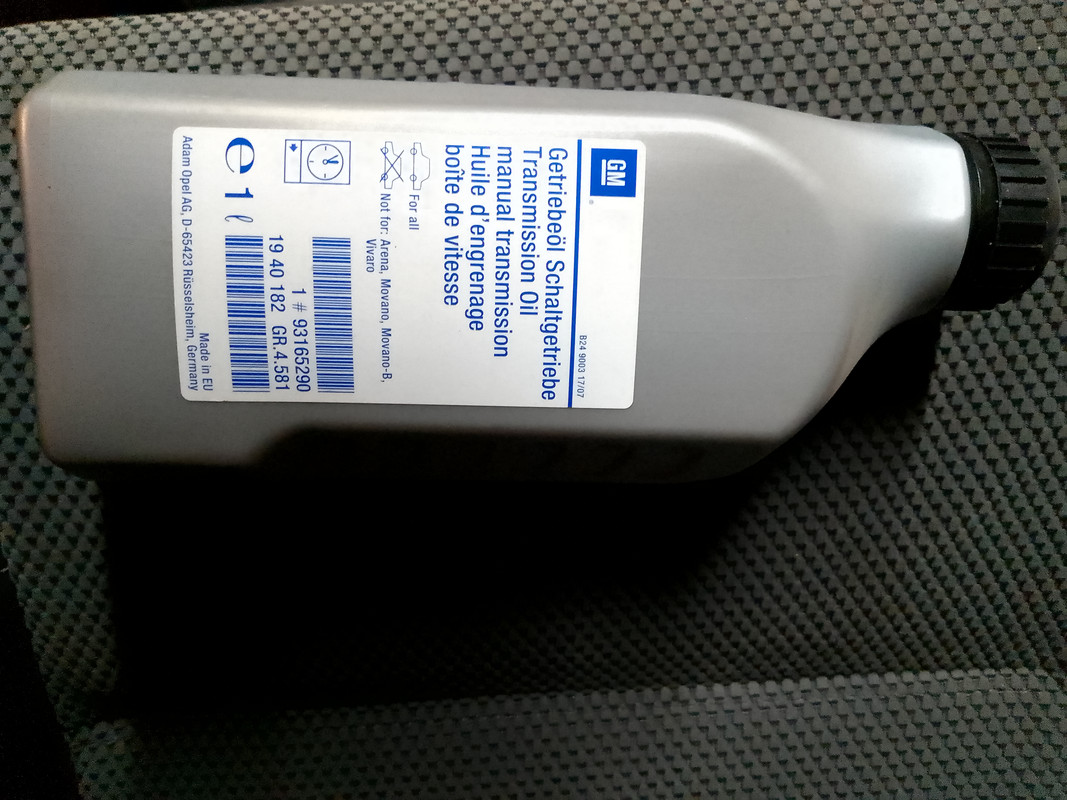 GM
®
B24 9003 17/07
Getriebeöl Schaltgetriebe
Transmission Oil
manual transmission
Huile d'engrenage
boîte de vitesse
For all
Not for: Arena, Movano, Movano-B,
Vivaro
1 # 93165290
19 40 182 GR.4.581
e 1 ℓ
Made in EU
Adam Opel AG, D-65423 Rüsselsheim, Germany